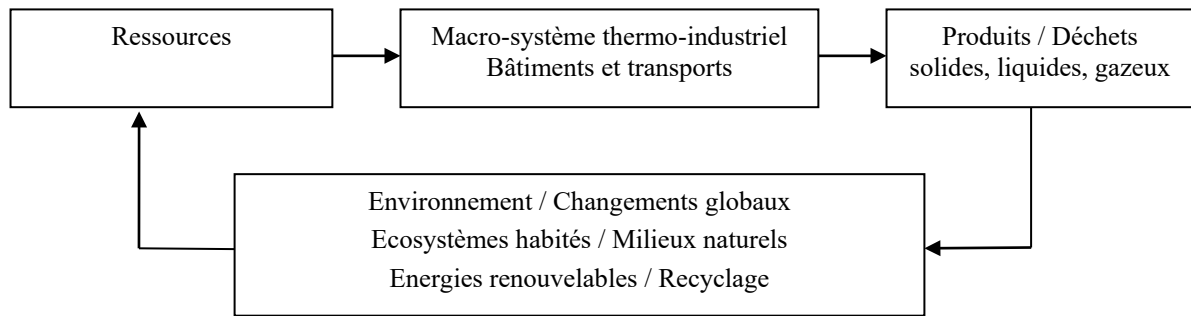 Ressources
Macro-système thermo-industriel
Bâtiments et transports
Produits / Déchets
solides, liquides, gazeux
Environnement / Changements globaux
Ecosystèmes habités / Milieux naturels
Energies renouvelables / Recyclage